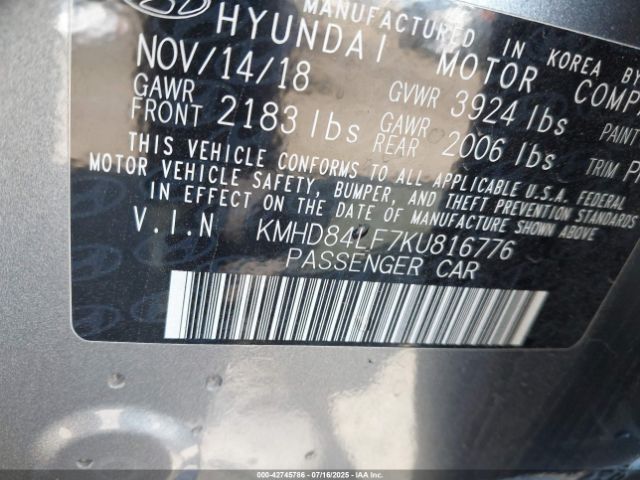 MANUFACTURED IN KOREA BY
HYUNDAI MOTOR COMP
NOV/14/18 GVWR 3924 lbs PAINT
GAWR FRONT 2183 lbs GAWR REAR 2006 lbs TRIM
THIS VEHICLE CONFORMS TO ALL APPLICABLE U.S.A. FEDERAL
MOTOR VEHICLE SAFETY, BUMPER, AND THEFT PREVENTION STANDARDS
IN EFFECT ON THE DATE OF MANUFACTURE SHOWN ABOVE
V.I.N KMHD84LF7KU816776
PASSENGER CAR
000-42745786 - 07/16/2025 - IAA, LLC.